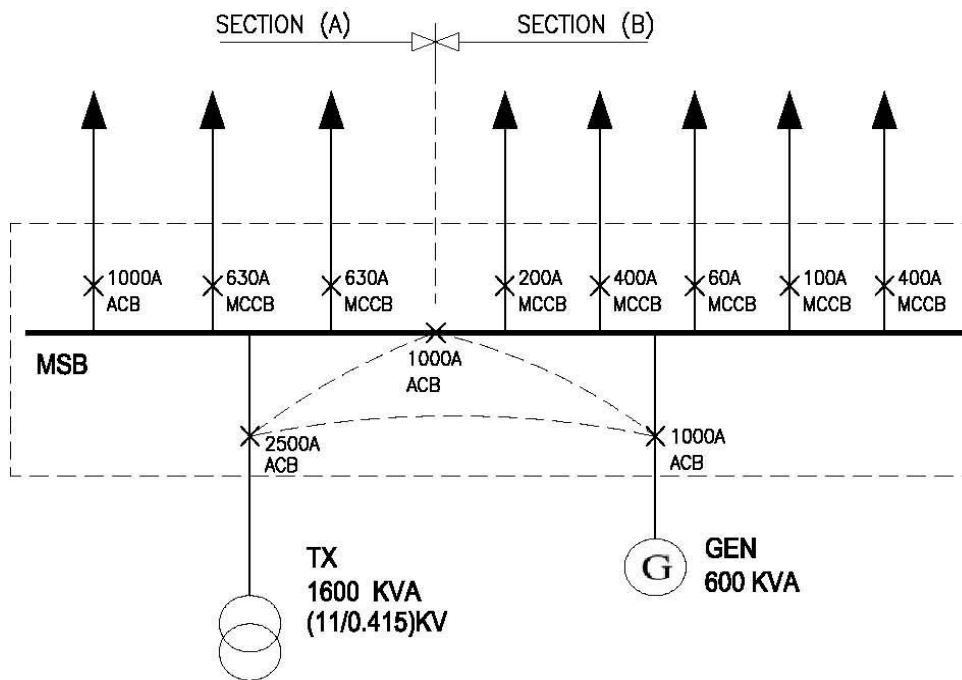 SECTION (A)
SECTION (B)
1000A
ACB
630A
MCCB
630A
MCCB
200A
MCCB
400A
MCCB
60A
MCCB
100A
MCCB
400A
MCCB
MSB
1000A
ACB
2500A
ACB
1000A
ACB
TX
1600 KVA
(11/0.415)KV
G
GEN
600 KVA